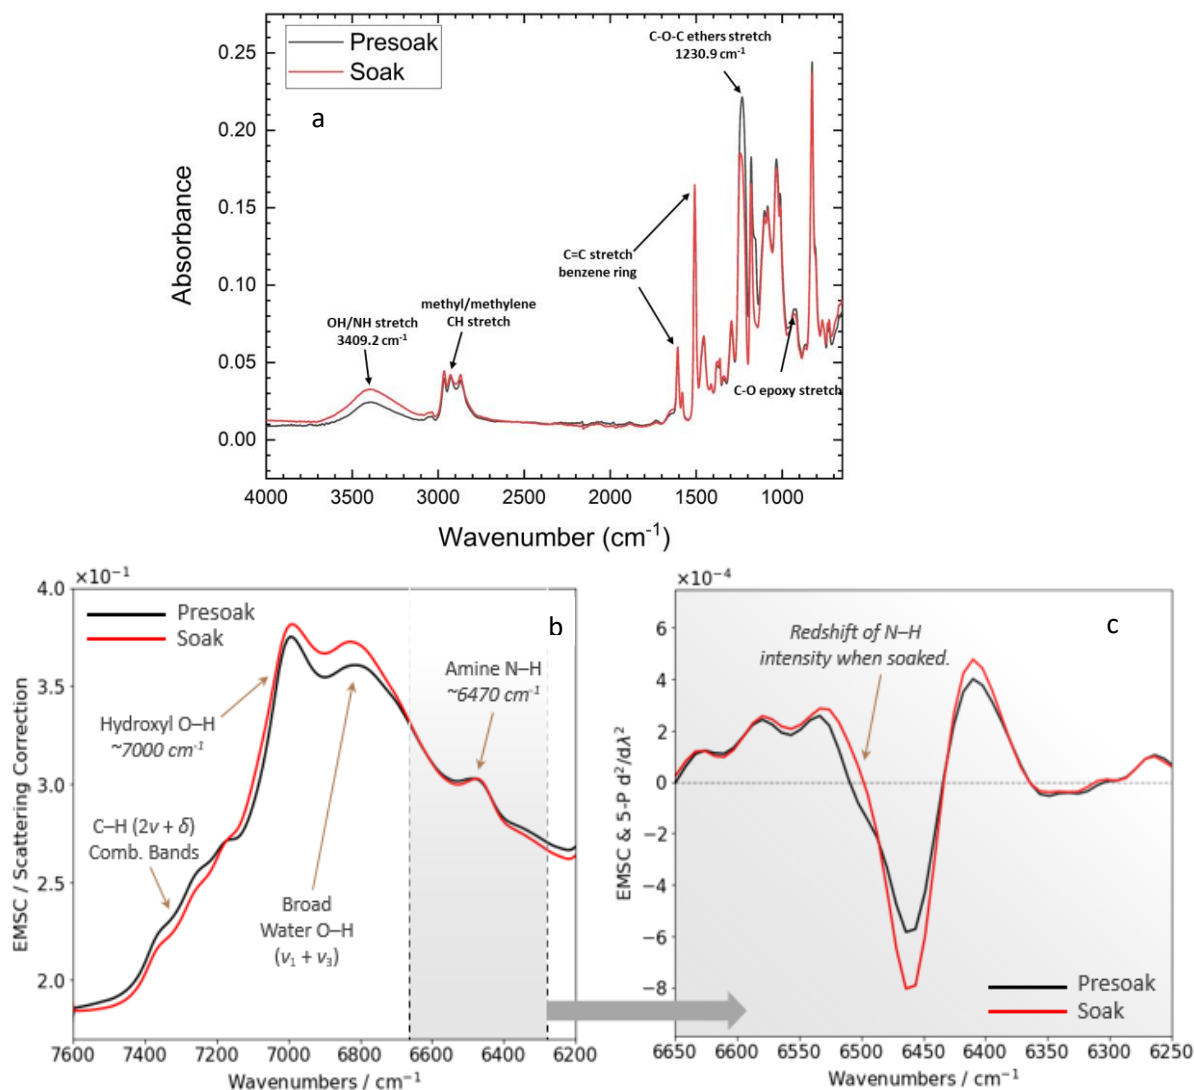 Presoak
Soak
a
C-O-C ethers stretch
1230.9 cm⁻¹
C=C stretch
benzene ring
methyl/methylene
CH stretch
OH/NH stretch
3409.2 cm⁻¹
C-O epoxy stretch
0.25
0.20
0.15
0.10
0.05
0.00
Absorbance
4000 3500 3000 2500 2000 1500 1000
Wavenumber (cm⁻¹)
×10⁻¹
4.0
3.5
3.0
2.5
2.0
EMSC / Scattering Correction
Presoak
Soak
b
Hydroxyl O–H
~7000 cm⁻¹
Amine N–H
~6470 cm⁻¹
C–H (2ν + δ)
Comb. Bands
Broad
Water O–H
(ν₁ + ν₃)
7600 7400 7200 7000 6800 6600 6400 6200
Wavenumbers / cm⁻¹
×10⁻⁴
6
4
2
0
−2
−4
−6
−8
EMSC & 5-P d²/dλ²
c
Redshift of N–H
intensity when soaked.
Presoak
Soak
6650 6600 6550 6500 6450 6400 6350 6300 6250
Wavenumbers / cm⁻¹